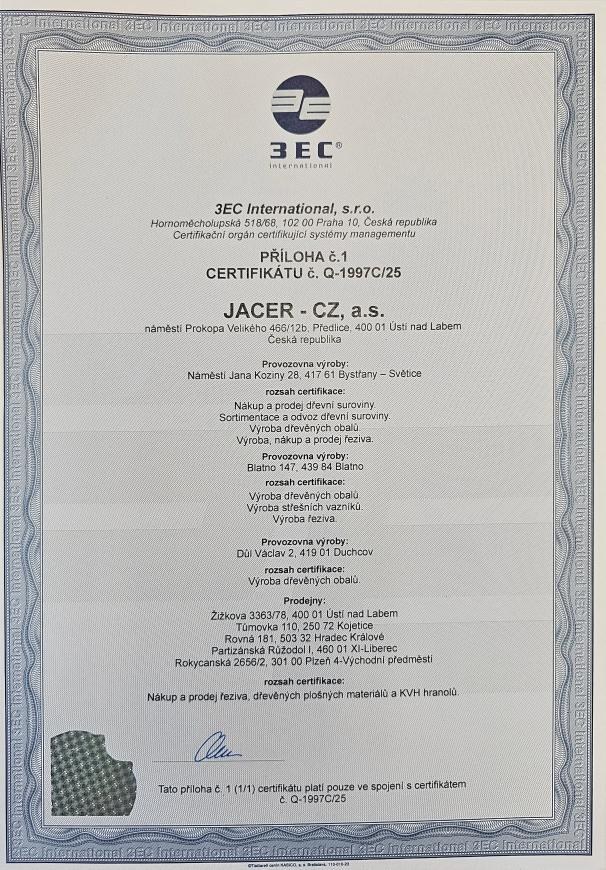 3EC®
international
3EC International, s.r.o.
Hornoměcholupská 518/68, 102 00 Praha 10, Česká republika
Certifikační orgán certifikující systémy managementu
PŘÍLOHA č.1
CERTIFIKÁTU č. Q-1997C/25
JACER - CZ, a.s.
náměstí Prokopa Velikého 466/12b, Předlice, 400 01 Ústí nad Labem
Česká republika
Provozovna výroby:
Náměstí Jana Koziny 28, 417 61 Bystřany – Světice
rozsah certifikace:
Nákup a prodej dřevní suroviny.
Sortimentace a odvoz dřevní suroviny.
Výroba dřevěných obalů.
Výroba, nákup a prodej řeziva.
Provozovna výroby:
Blatno 147, 439 84 Blatno
rozsah certifikace:
Výroba dřevěných obalů.
Výroba střešních vazníků.
Výroba řeziva.
Provozovna výroby:
Důl Václav 2, 419 01 Duchcov
rozsah certifikace:
Výroba dřevěných obalů.
Prodejny:
Žižkova 3363/78, 400 01 Ústí nad Labem
Tůmovka 110, 250 72 Kojetice
Rovná 181, 503 32 Hradec Králové
Partizánská Růžodol I, 460 01 XI-Liberec
Rokycanská 2656/2, 301 00 Plzeň 4-Východní předměstí
rozsah certifikace:
Nákup a prodej řeziva, dřevěných plošných materiálů a KVH hranolů.
Tato příloha č. 1 (1/1) certifikátu platí pouze ve spojení s certifikátem
č. Q-1997C/25